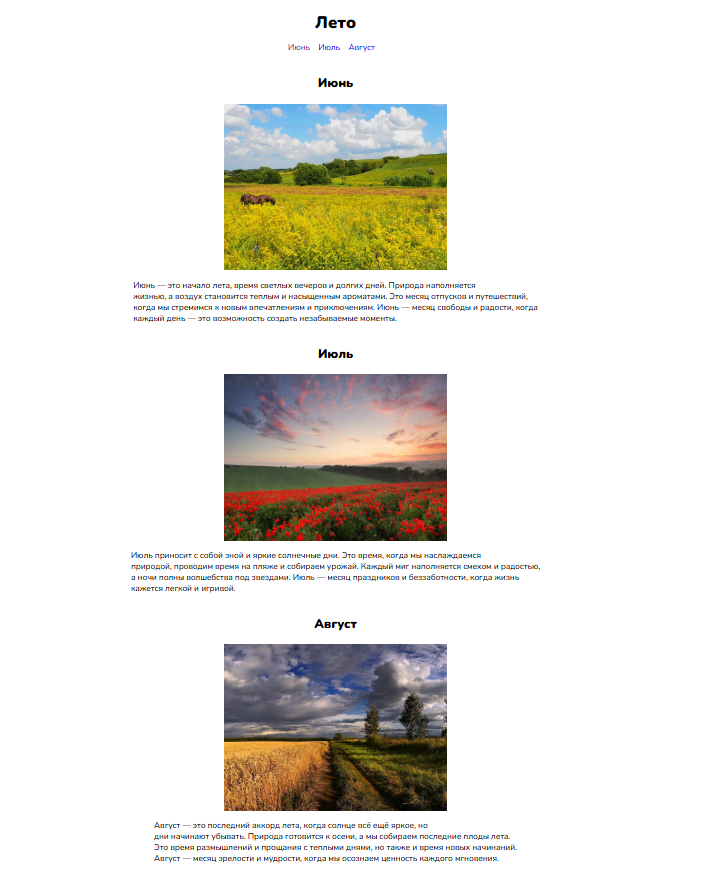 Лето
Июнь Июль Август
Июнь
Июнь — это начало лета, время светлых вечеров и долгих дней. Природа наполняется
жизнью, а воздух становится теплым и насыщенным ароматами. Это месяц отпусков и путешествий,
когда мы стремимся к новым впечатлениям и приключениям. Июнь — месяц свободы и радости, когда
каждый день — это возможность создать незабываемые моменты.
Июль
Июль приносит с собой зной и яркие солнечные дни. Это время, когда мы наслаждаемся
природой, проводим время на пляже и собираем урожай. Каждый миг наполняется смехом и радостью,
а ночи полны волшебства под звездами. Июль — месяц праздников и беззаботности, когда жизнь
кажется легкой и игривой.
Август
Август — это последний аккорд лета, когда солнце всё ещё яркое, но
дни начинают убывать. Природа готовится к осени, а мы собираем последние плоды лета.
Это время размышлений и прощания с теплыми днями, но также и время новых начинаний.
Август — месяц зрелости и мудрости, когда мы осознаем ценность каждого мгновения.